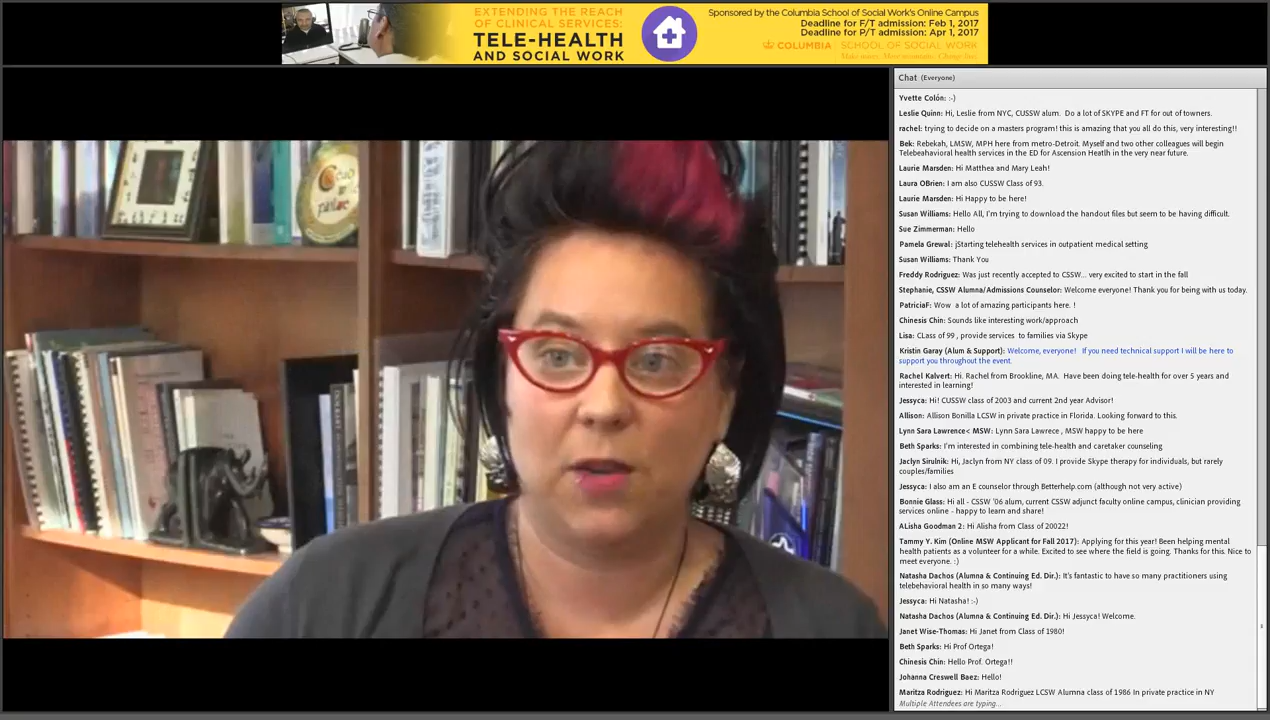 EXTENDING THE REACH
OF CLINICAL SERVICES:
TELE-HEALTH
AND SOCIAL WORK
Sponsored by the Columbia School of Social Work's Online Campus
Deadline for F/T admission: Feb 1, 2017
Deadline for P/T admission: Apr 1, 2017
COLUMBIA SCHOOL OF SOCIAL WORK
Chat (Everyone)
Yvette Colón: :-)
Leslie Quinn: Hi, Leslie from NYC, CUSSW alum. Do a lot of SKYPE and FT for out of towners.
rachel: trying to decide on a masters program! this is amazing that you all do this, very interesting!!
Bek: Rebekah, LMSW, MPH here from metro-Detroit. Myself and two other colleagues will begin
Telebeahavioral health services in the ED for Ascension Heatlh in the very near future.
Laurie Marsden: Hi Matthea and Mary Leah!
Laura OBrien: I am also CUSSW Class of 93.
Laurie Marsden: Hi Happy to be here!
Susan Williams: Hello All, I'm trying to download the handout files but seem to be having difficult.
Sue Zimmerman: Hello
Pamela Grewal: jStarting telehealth services in outpatient medical setting
Susan Williams: Thank You
Freddy Rodriguez: Was just recently accepted to CSSW... very excited to start in the fall
Stephanie, CSSW Alumna/Admissions Counselor: Welcome everyone! Thank you for being with us today.
PatriciaF: Wow a lot of amazing participants here. !
Chinesis Chin: Sounds like interesting work/approach
Lisa: CLass of 99 , provide services to families via Skype
Kristin Garay (Alum & Support): Welcome, everyone! If you need technical support I will be here to
support you throughout the event.
Rachel Kalvert: Hi. Rachel from Brookline, MA. Have been doing tele-health for over 5 years and
interested in learning!
Jessyca: Hi! CUSSW class of 2003 and current 2nd year Advisor!
Allison: Allison Bonilla LCSW in private practice in Florida. Looking forward to this.
Lynn Sara Lawrence< MSW: Lynn Sara Lawrece , MSW happy to be here
Beth Sparks: I'm interested in combining tele-health and caretaker counseling
Jaclyn Sirulnik: Hi, Jaclyn from NY class of 09. I provide Skype therapy for individuals, but rarely
couples/families
Jessyca: I also am an E counselor through Betterhelp.com (although not very active)
Bonnie Glass: Hi all - CSSW '06 alum, current CSSW adjunct faculty online campus, clinician providing
services online - happy to learn and share!
ALisha Goodman 2: Hi Alisha from Class of 20022!
Tammy Y. Kim (Online MSW Applicant for Fall 2017): Applying for this year! Been helping mental
health patients as a volunteer for a while. Excited to see where the field is going. Thanks for this. Nice to
meet everyone. :)
Natasha Dachos (Alumna & Continuing Ed. Dir.): It's fantastic to have so many practitioners using
telebehavioral health in so many ways!
Jessyca: Hi Natasha! :-)
Natasha Dachos (Alumna & Continuing Ed. Dir.): Hi Jessyca! Welcome.
Janet Wise-Thomas: Hi Janet from Class of 1980!
Beth Sparks: Hi Prof Ortega!
Chinesis Chin: Hello Prof. Ortega!!
Johanna Creswell Baez: Hello!
Maritza Rodriguez: Hi Maritza Rodriguez LCSW Alumna class of 1986 In private practice in NY
Multiple Attendees are typing...